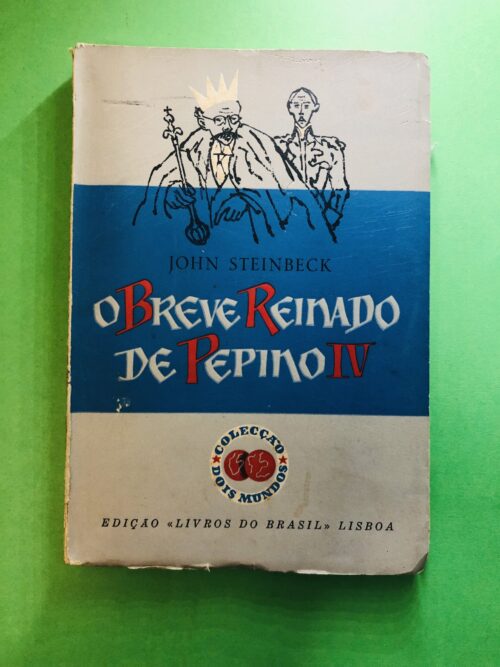 JOHN STEINBECK
O BREVE REINADO
DE PEPINO IV
COLECÇÃO
DOIS MUNDOS
EDIÇÃO «LIVROS DO BRASIL» LISBOA